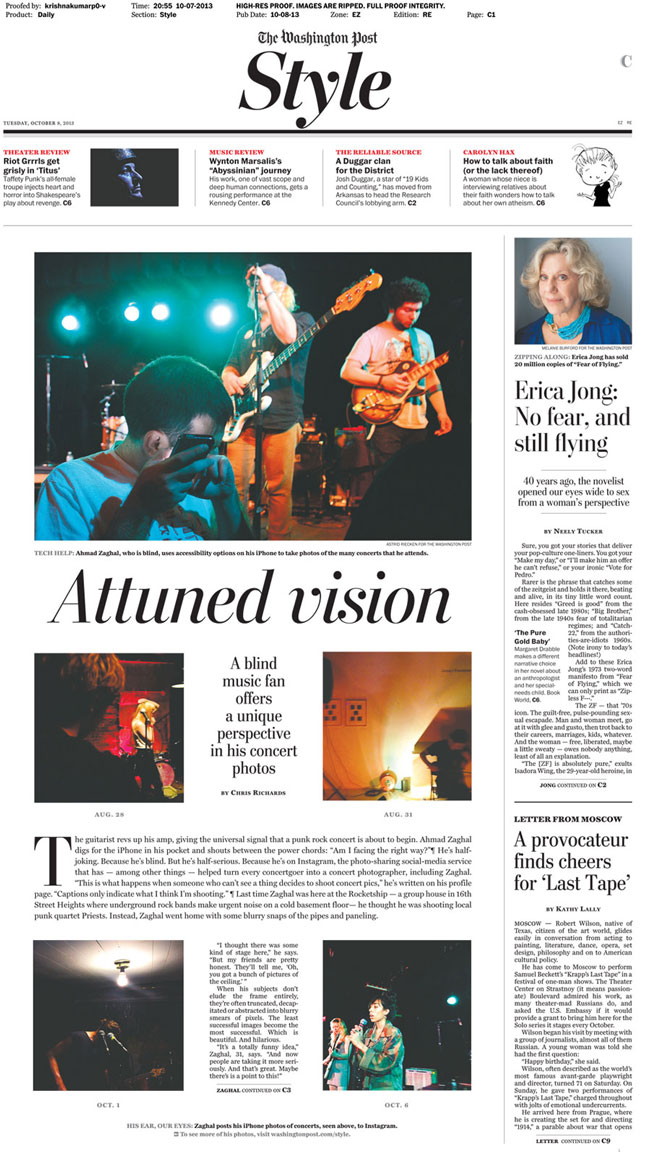 Proofed by: krishnakumarp0-v Time: 20:55 10-07-2013 HIGH-RES PROOF. IMAGES ARE RIPPED. FULL PROOF INTEGRITY.
Product: Daily Section: Style Pub Date: 10-08-13 Zone: EZ Edition: RE Page: C1
The Washington Post
Style
C
TUESDAY, OCTOBER 8, 2013
EZ RE
THEATER REVIEW
Riot Grrrls get
grisly in ‘Titus’
Taffety Punk’s all-female
troupe injects heart and
horror into Shakespeare’s
play about revenge. C6
MUSIC REVIEW
Wynton Marsalis’s
“Abyssinian” journey
His work, one of vast scope and
deep human connections, gets a
rousing performance at the
Kennedy Center. C6
THE RELIABLE SOURCE
A Duggar clan
for the District
Josh Duggar, a star of “19 Kids
and Counting,” has moved from
Arkansas to head the Research
Council’s lobbying arm. C2
CAROLYN HAX
How to talk about faith
(or the lack thereof)
A woman whose niece is
interviewing relatives about
their faith wonders how to talk
about her own atheism. C6
ASTRID RIECKEN FOR THE WASHINGTON POST
TECH HELP: Ahmad Zaghal, who is blind, uses accessibility options on his iPhone to take photos of the many concerts that he attends.
Attuned vision
A blind
music fan
offers
a unique
perspective
in his concert
photos
BY CHRIS RICHARDS
AUG. 28
AUG. 31
The guitarist revs up his amp, giving the universal signal that a punk rock concert is about to begin. Ahmad Zaghal
digs for the iPhone in his pocket and shouts between the power chords: “Am I facing the right way?”¶ He’s half-
joking. Because he’s blind. But he’s half-serious. Because he’s on Instagram, the photo-sharing social-media service
that has — among other things — helped turn every concertgoer into a concert photographer, including Zaghal.
“This is what happens when someone who can’t see a thing decides to shoot concert pics,” he’s written on his profile
page. “Captions only indicate what I think I’m shooting.” ¶ Last time Zaghal was here at the Rocketship — a group house in 16th
Street Heights where underground rock bands make urgent noise on a cold basement floor— he thought he was shooting local
punk quartet Priests. Instead, Zaghal went home with some blurry snaps of the pipes and paneling.
“I thought there was some
kind of stage here,” he says.
“But my friends are pretty
honest. They’ll tell me, ‘Oh,
you got a bunch of pictures of
the ceiling.’ ”
When his subjects don’t
elude the frame entirely,
they’re often truncated, decap-
itated or abstracted into blurry
smears of pixels. The least
successful images become the
most successful. Which is
beautiful. And hilarious.
“It’s a totally funny idea,”
Zaghal, 31, says. “And now
people are taking it more seri-
ously. And that’s great. Maybe
there’s is a point to this!”
ZAGHAL CONTINUED ON C3
OCT. 1
OCT. 6
HIS EAR, OUR EYES: Zaghal posts his iPhone photos of concerts, seen above, to Instagram.
To see more of his photos, visit washingtonpost.com/style.
MELANIE BURFORD FOR THE WASHINGTON POST
ZIPPING ALONG: Erica Jong has sold
20 million copies of “Fear of Flying.”
Erica Jong:
No fear, and
still flying
40 years ago, the novelist
opened our eyes wide to sex
from a woman’s perspective
BY NEELY TUCKER
Sure, you got your stories that deliver
your pop-culture one-liners. You got your
“Make my day,” or “I’ll make him an offer
he can’t refuse,” or your ironic “Vote for
Pedro.”
Rarer is the phrase that catches some
of the zeitgeist and holds it there, beating
and alive, in its tiny little word count.
Here resides “Greed is good” from the
cash-obsessed late 1980s; “Big Brother,”
from the late 1940s fear of totalitarian
regimes; and “Catch-
22,” from the authori-
ties-are-idiots 1960s.
(Note irony to today’s
headlines!)
Add to these Erica
Jong’s 1973 two-word
manifesto from “Fear
of Flying,” which we
can only print as “Zip-
less F---.”
‘The Pure
Gold Baby’
Margaret Drabble
makes a different
narrative choice
in her novel about
an anthropologist
and her special-
needs child. Book
World, C6
The ZF — that ’70s
icon. The guilt-free, pulse-pounding sex-
ual escapade. Man and woman meet, go
at it with glee and gusto, then trot back to
their careers, marriages, kids, whatever.
And the woman — free, liberated, maybe
a little sweaty — owes nobody anything,
least of all an explanation.
“The [ZF] is absolutely pure,” exults
Isadora Wing, the 29-year-old heroine, in
JONG CONTINUED ON C2
LETTER FROM MOSCOW
A provocateur
finds cheers
for ‘Last Tape’
BY KATHY LALLY
MOSCOW — Robert Wilson, native of
Texas, citizen of the art world, glides
easily in conversation from acting to
painting, literature, dance, opera, set
design, philosophy and on to American
cultural policy.
He has come to Moscow to perform
Samuel Beckett’s “Krapp’s Last Tape” in a
festival of one-man shows. The Theater
Center on Strastnoy (it means passion-
ate) Boulevard admired his work, as
many theater-mad Russians do, and
asked the U.S. Embassy if it would
provide a grant to bring him here for the
Solo series it stages every October.
Wilson began his visit by meeting with
a group of journalists, almost all of them
Russian. A young woman was told she
had the first question:
“Happy birthday,” she said.
Wilson, often described as the world’s
most famous avant-garde playwright
and director, turned 71 on Saturday. On
Sunday, he gave two performances of
“Krapp’s Last Tape,” charged throughout
with jolts of emotional undercurrents.
He arrived here from Prague, where
he is creating the set for and directing
“1914,” a parable about war that opens
LETTER CONTINUED ON C9